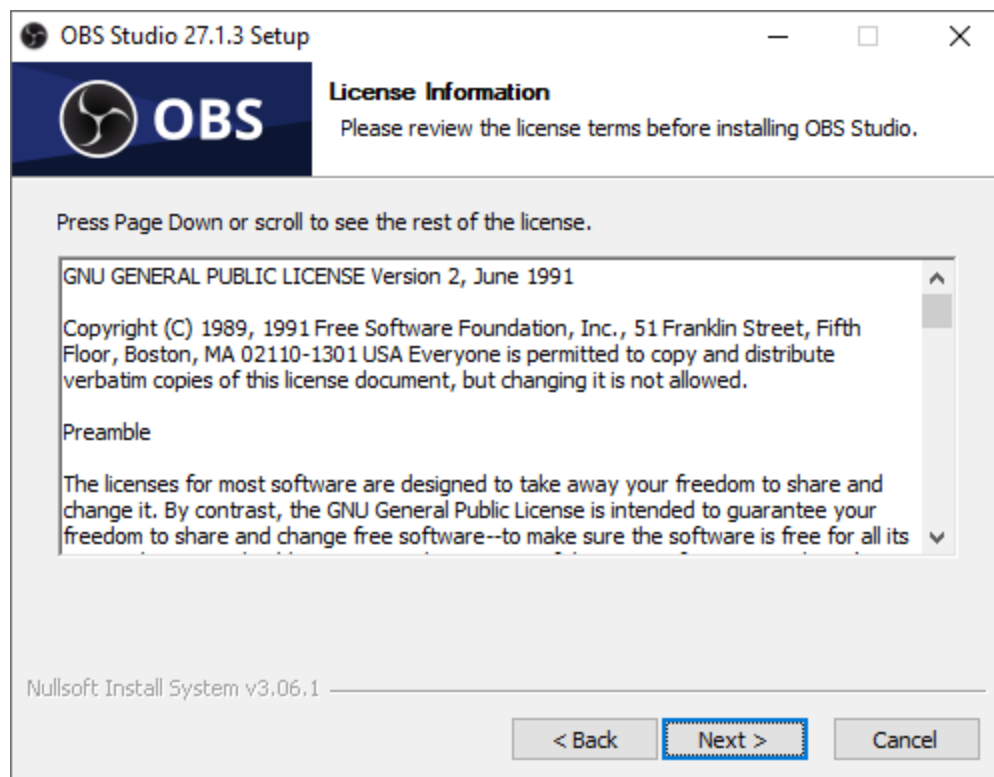 OBS Studio 27.1.3 Setup
OBS
License Information
Please review the license terms before installing OBS Studio.
Press Page Down or scroll to see the rest of the license.
GNU GENERAL PUBLIC LICENSE Version 2, June 1991
Copyright (C) 1989, 1991 Free Software Foundation, Inc., 51 Franklin Street, Fifth
Floor, Boston, MA 02110-1301 USA Everyone is permitted to copy and distribute
verbatim copies of this license document, but changing it is not allowed.
Preamble
The licenses for most software are designed to take away your freedom to share and
change it. By contrast, the GNU General Public License is intended to guarantee your
freedom to share and change free software--to make sure the software is free for all its
Nullsoft Install System v3.06.1
< Back
Next >
Cancel